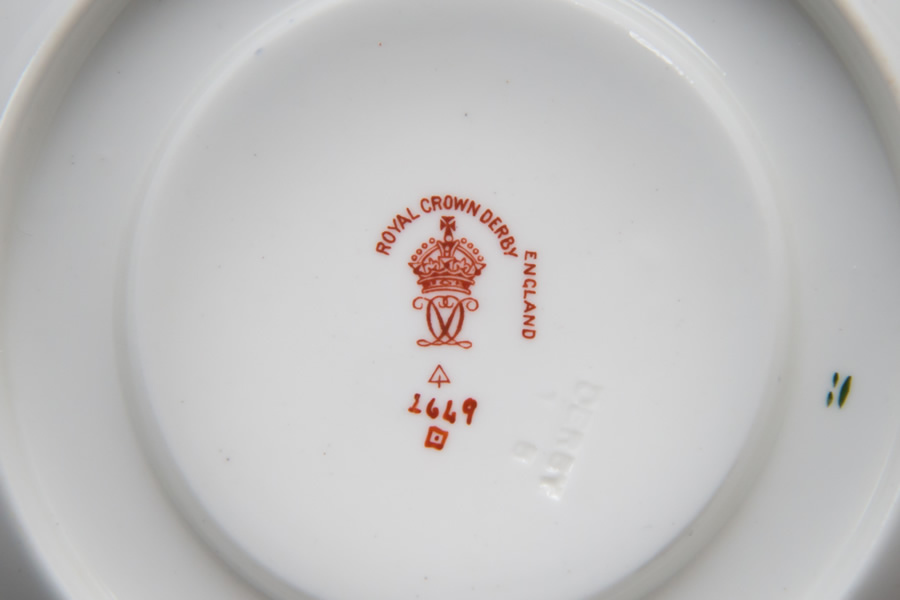 ROYAL CROWN DERBY
ENGLAND
2649
DERBY